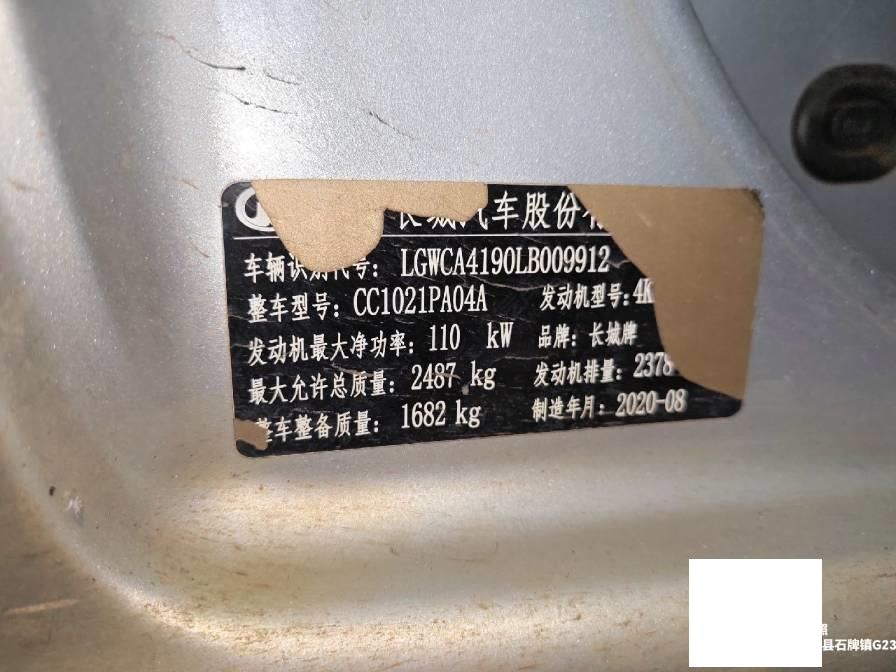 长城汽车股份有
车辆识别代号: LGWCA4190LB009912
整车型号: CC1021PA04A 发动机型号: 4K
发动机最大净功率: 110 kW 品牌: 长城牌
最大允许总质量: 2487 kg 发动机排量: 2378
整车整备质量: 1682 kg 制造年月: 2020-08
照
县石牌镇G23